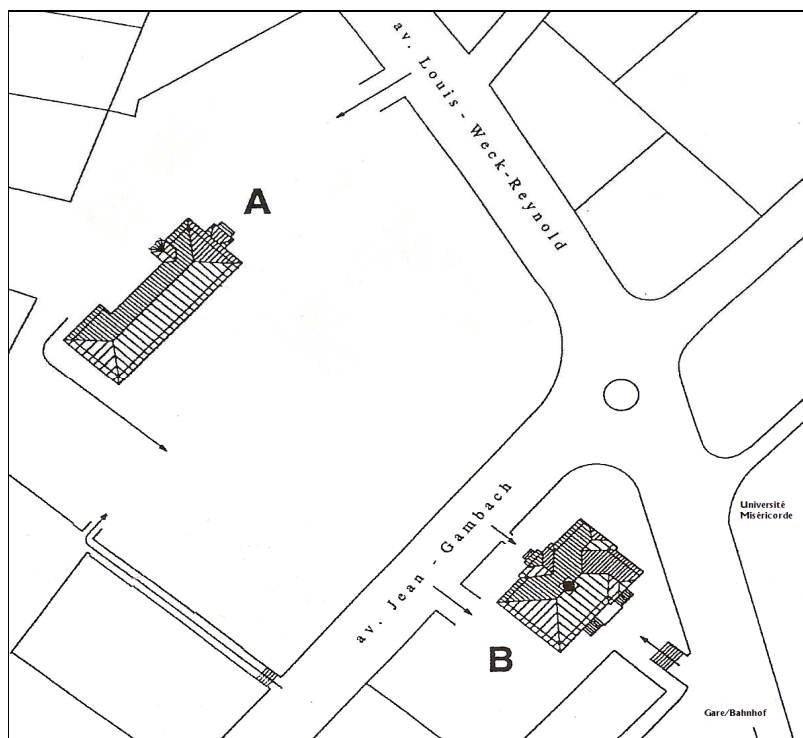 av. Louis - Weck-Reynold
A
Université
Miséricorde
av. Jean - Gambach
B
Gare/Bahnhof